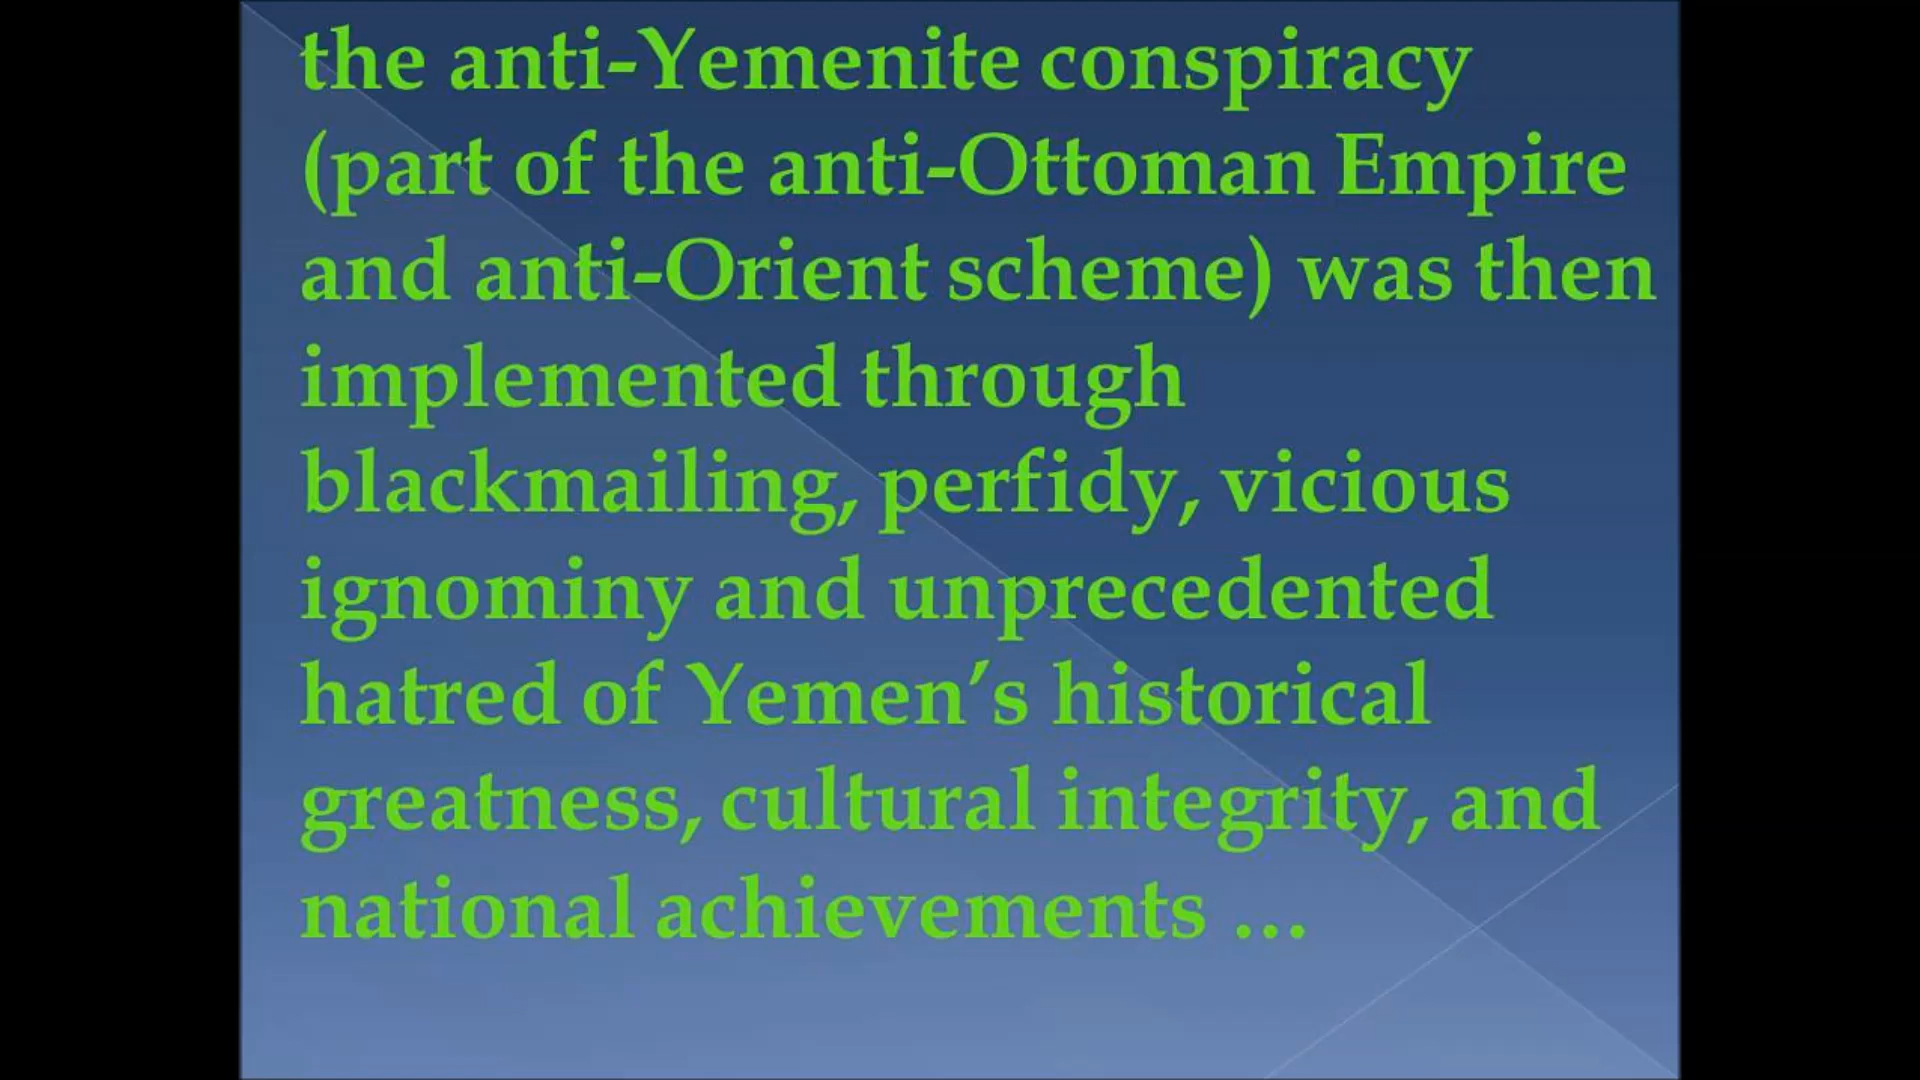 the anti-Yemenite conspiracy
(part of the anti-Ottoman Empire
and anti-Orient scheme) was then
implemented through
blackmailing, perfidy, vicious
ignominy and unprecedented
hatred of Yemen’s historical
greatness, cultural integrity, and
national achievements …